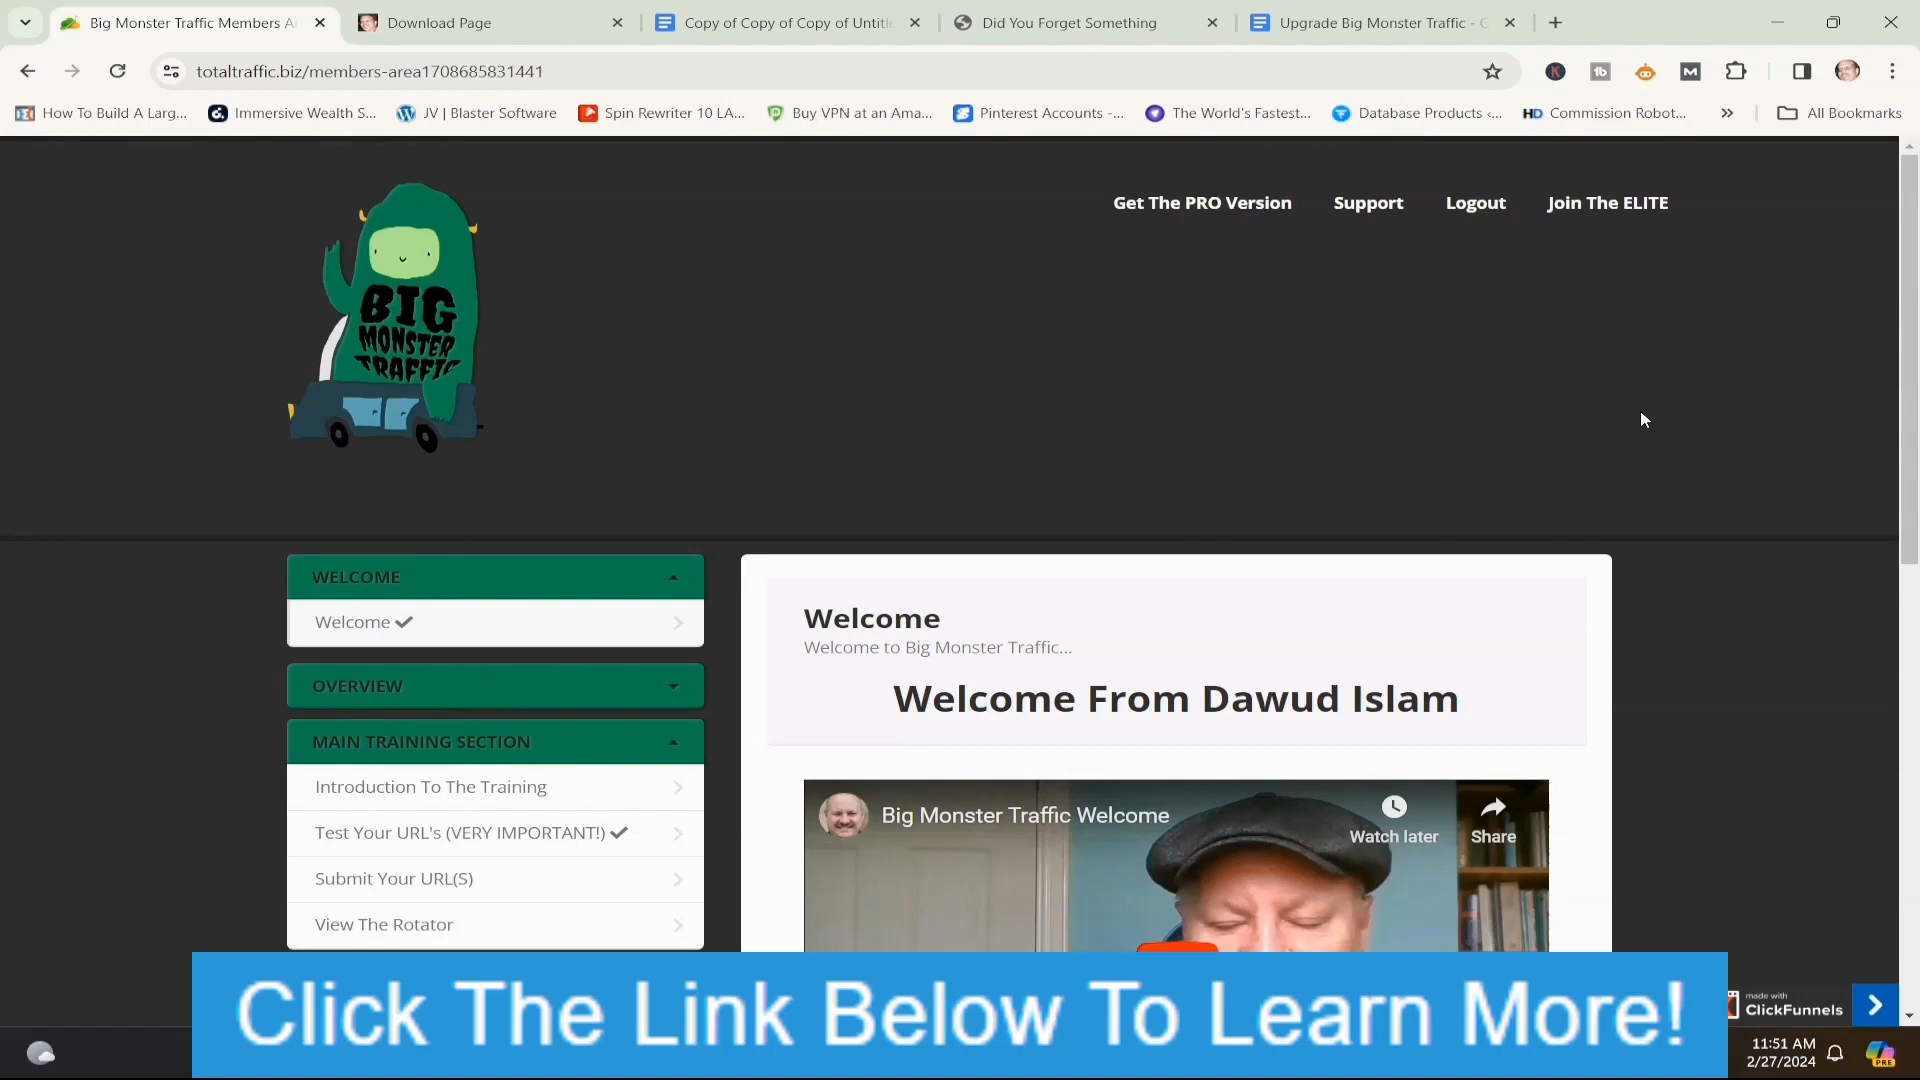 Big Monster Traffic Members A
Download Page
Copy of Copy of Copy of Untitl
Did You Forget Something
Upgrade Big Monster Traffic -
totaltraffic.biz/members-area1708685831441
How To Build A Larg...
Immersive Wealth S...
JV | Blaster Software
Spin Rewriter 10 LA...
Buy VPN at an Ama...
Pinterest Accounts -...
The World's Fastest...
Database Products ‹...
HD Commission Robot...
All Bookmarks
BIG
MONSTER
TRAFFIC
Get The PRO Version
Support
Logout
Join The ELITE
WELCOME
Welcome
OVERVIEW
MAIN TRAINING SECTION
Introduction To The Training
Test Your URL's (VERY IMPORTANT!)
Submit Your URL(S)
View The Rotator
Welcome
Welcome to Big Monster Traffic...
Welcome From Dawud Islam
Big Monster Traffic Welcome
Watch later
Share
Click The Link Below To Learn More!
made with
ClickFunnels
11:51 AM
2/27/2024
PRE